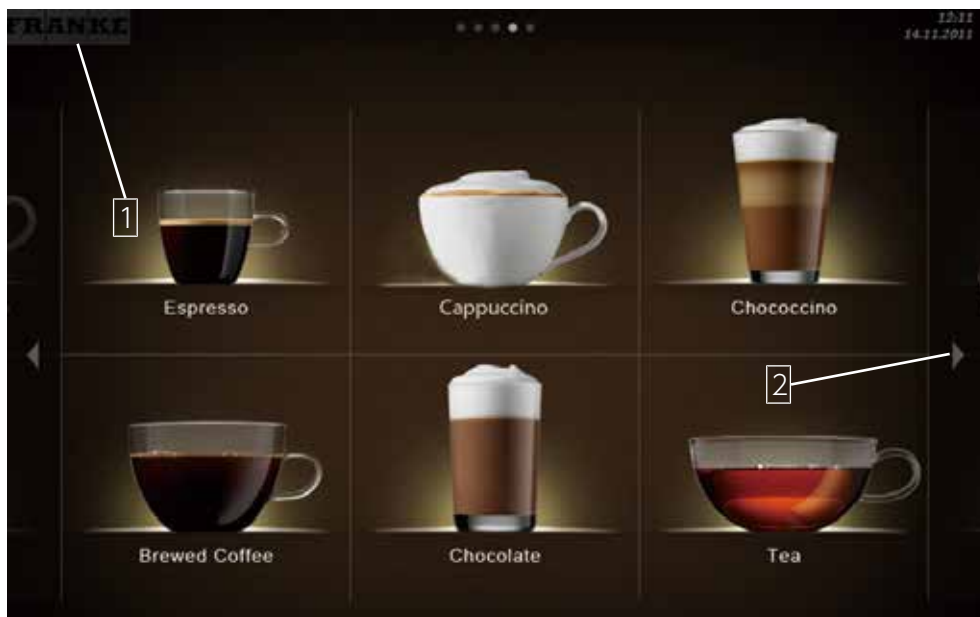 FRANKE
12:11
14.11.2011
1
Espresso
Cappuccino
Chococcino
2
Brewed Coffee
Chocolate
Tea